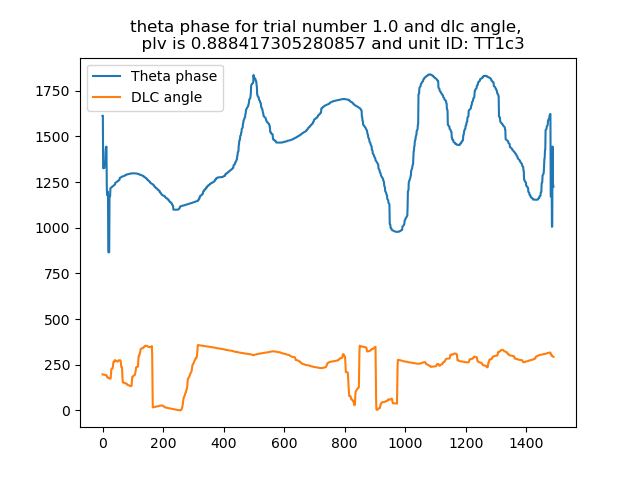 theta phase for trial number 1.0 and dlc angle,
plv is 0.888417305280857 and unit ID: TT1c3
Theta phase
DLC angle
1750
1500
1250
1000
750
500
250
0
0 200 400 600 800 1000 1200 1400